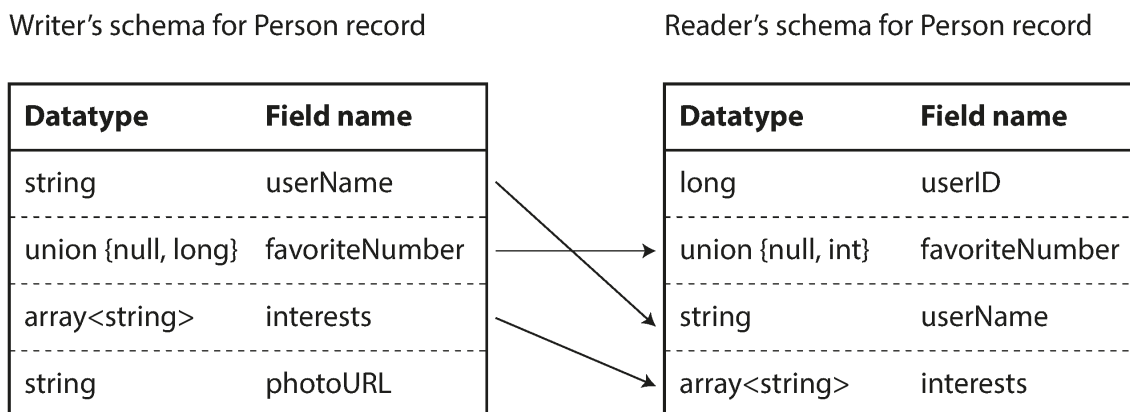 Writer’s schema for Person record
Datatype Field name
string userName
union {null, long} favoriteNumber
array<string> interests
string photoURL
Reader’s schema for Person record
Datatype Field name
long userID
union {null, int} favoriteNumber
string userName
array<string> interests